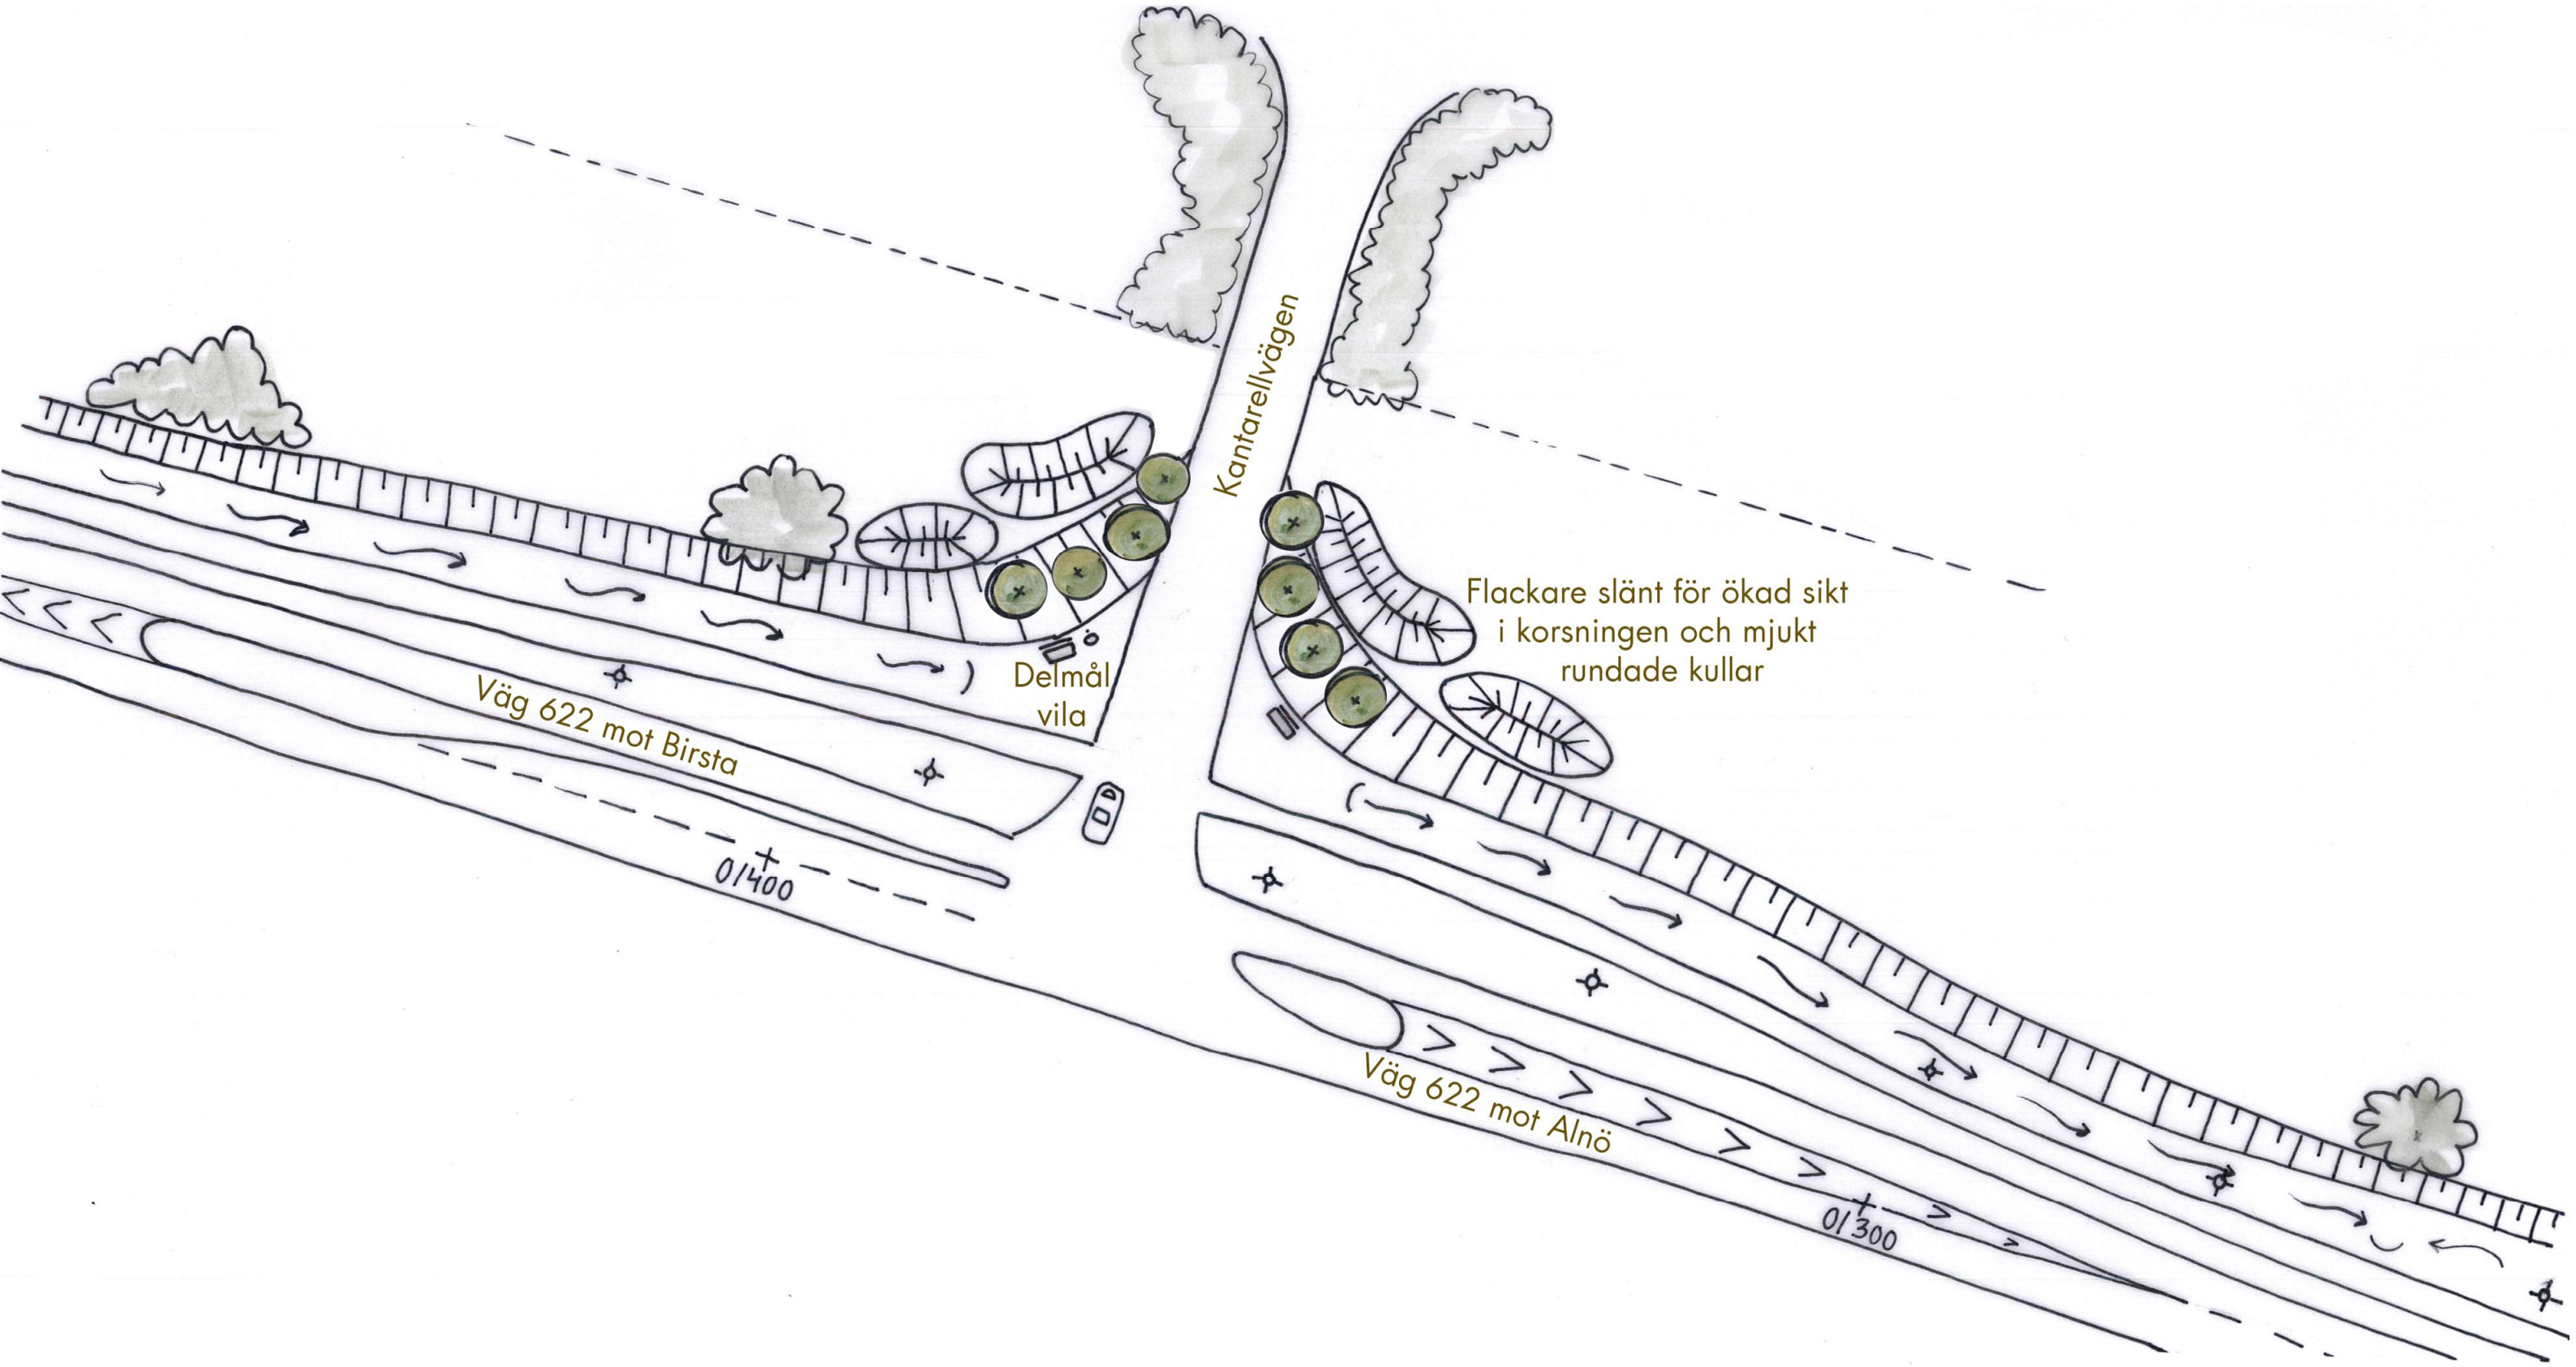 Kantarellvägen
Flackare slänt för ökad sikt
i korsningen och mjukt
rundade kullar
Delmål
vila
Väg 622 mot Birsta
0/400
Väg 622 mot Alnö
0/300